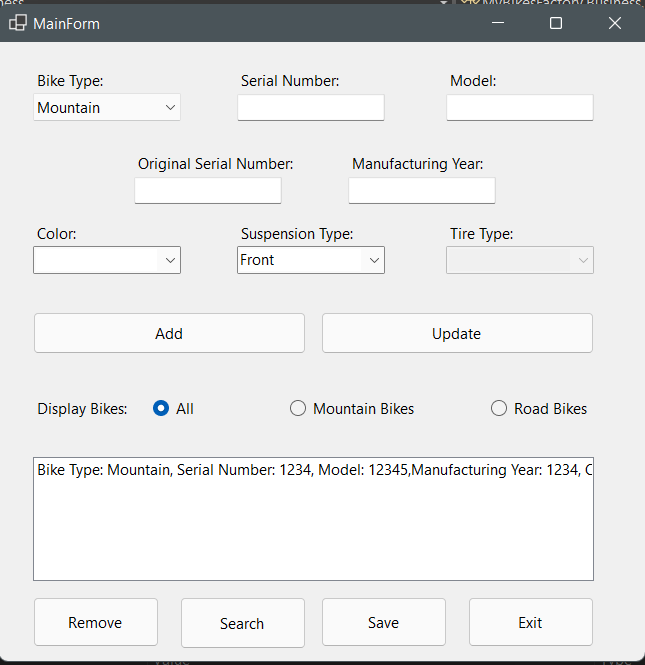 MyBikesFactory.Business
MainForm
Bike Type: Serial Number: Model:
Mountain
Original Serial Number: Manufacturing Year:
Color: Suspension Type: Tire Type:
Front
Add Update
Display Bikes: All Mountain Bikes Road Bikes
Bike Type: Mountain, Serial Number: 1234, Model: 12345,Manufacturing Year: 1234, C
Remove Search Save Exit